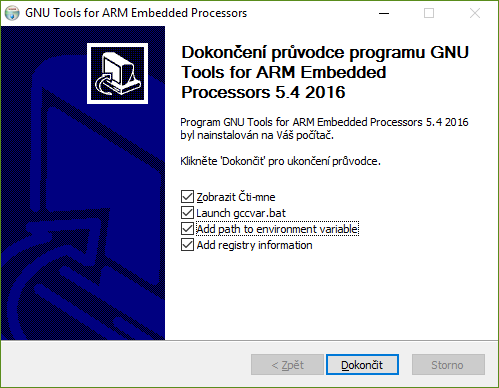 GNU Tools for ARM Embedded Processors
Dokončení průvodce programu GNU
Tools for ARM Embedded
Processors 5.4 2016
Program GNU Tools for ARM Embedded Processors 5.4 2016
byl nainstalován na Váš počítač.
Klikněte 'Dokončit' pro ukončení průvodce.
Zobrazit Čti-mne
Launch gccvar.bat
Add path to environment variable
Add registry information
< Zpět
Dokončit
Storno